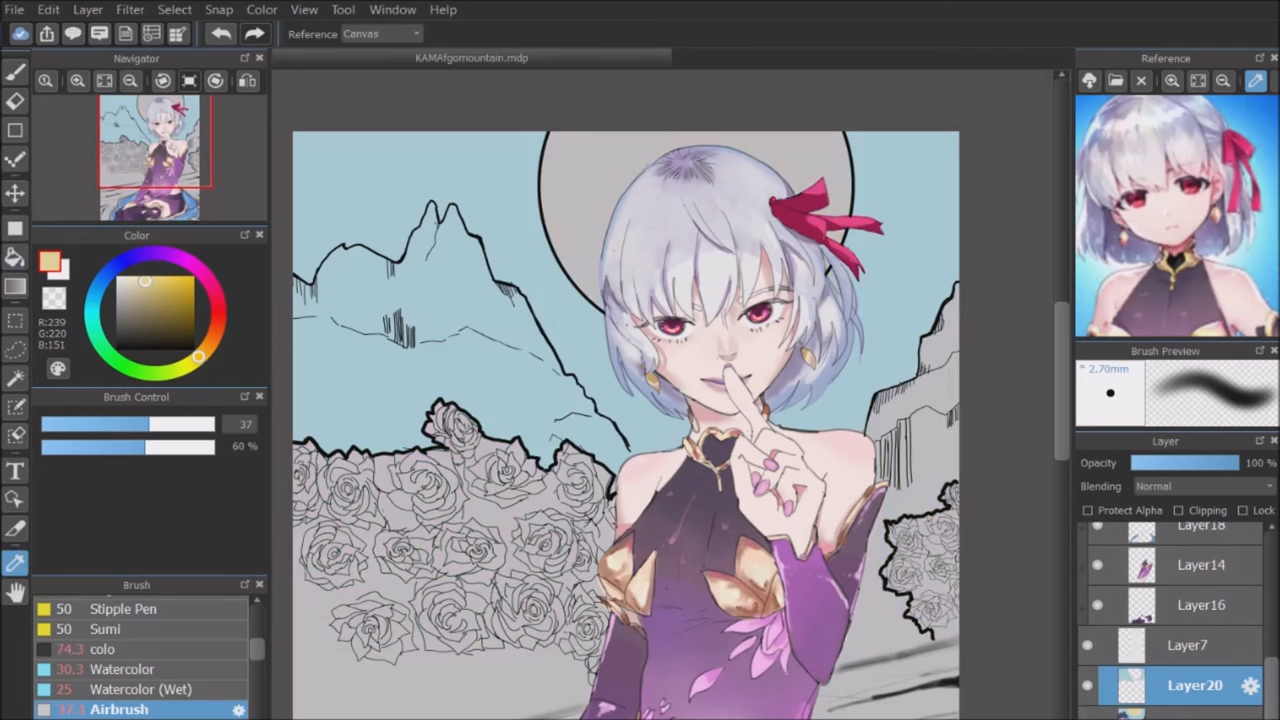 File Edit Layer Filter Select Snap Color View Tool Window Help
Reference Canvas
Navigator
KAMAfgomountain.mdp
Reference
1
Color
R:239
G:220
B:151
Brush Control
37
60 %
Brush
50 Stipple Pen
50 Sumi
74.3 colo
30.3 Watercolor
25 Watercolor (Wet)
37.1 Airbrush
Brush Preview
* 2.70mm
Layer
Opacity 100 %
Blending Normal
Protect Alpha Clipping Lock
Layer18
Layer14
Layer16
Layer7
Layer20
T